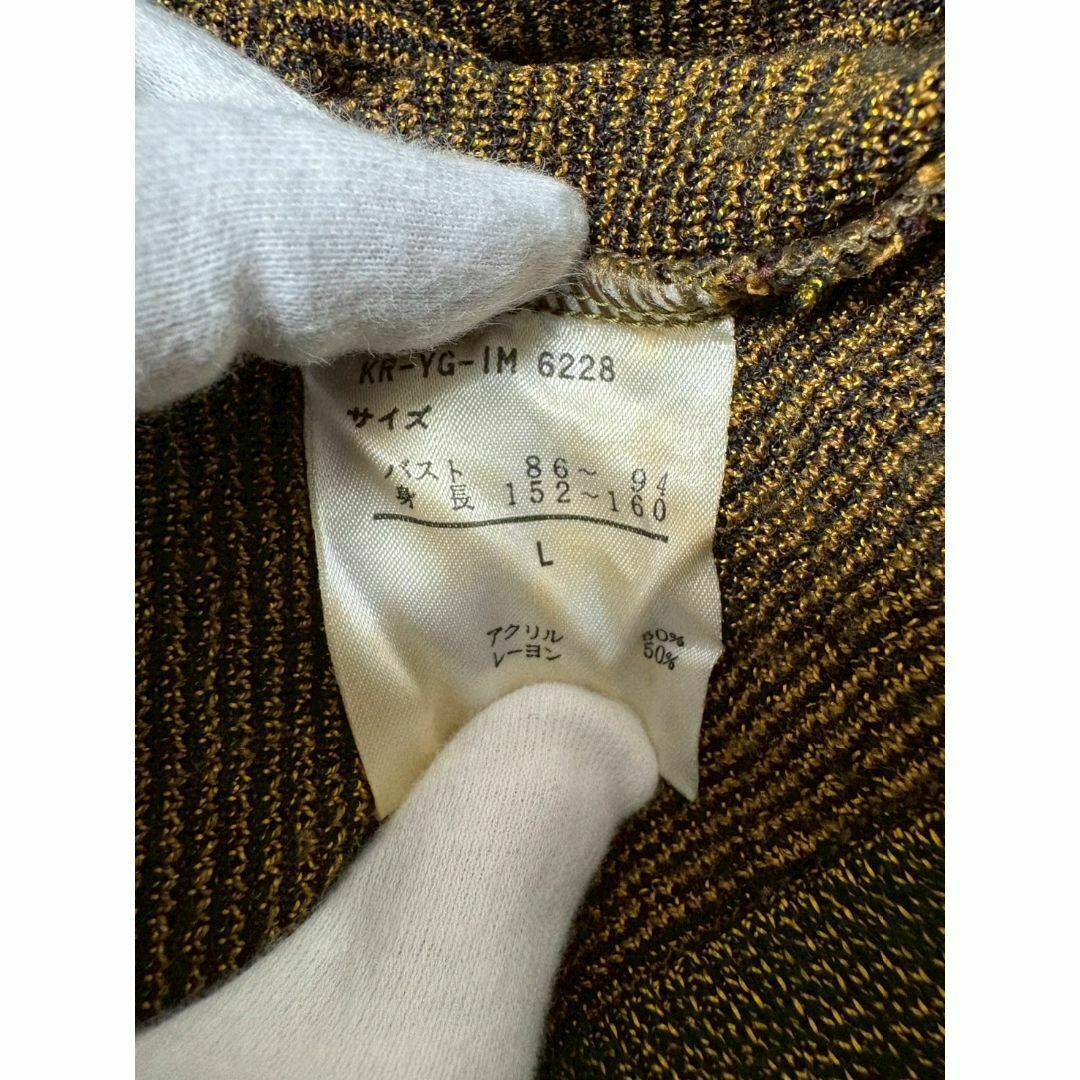 KR-YG-1M 6228
サイズ
バスト 86～ 94
身長 152～160
L
アクリル 50%
レーヨン 50%